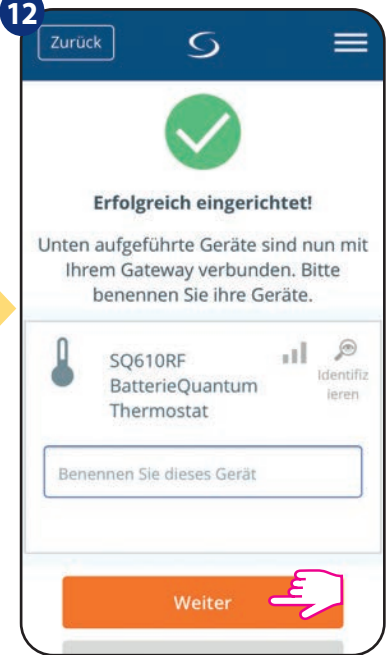 12
Zurück
Erfolgreich eingerichtet!
Unten aufgeführte Geräte sind nun mit
Ihrem Gateway verbunden. Bitte
benennen Sie ihre Geräte.
SQ610RF
BatterieQuantum
Thermostat
Identifiz
ieren
Benennen Sie dieses Gerät
Weiter